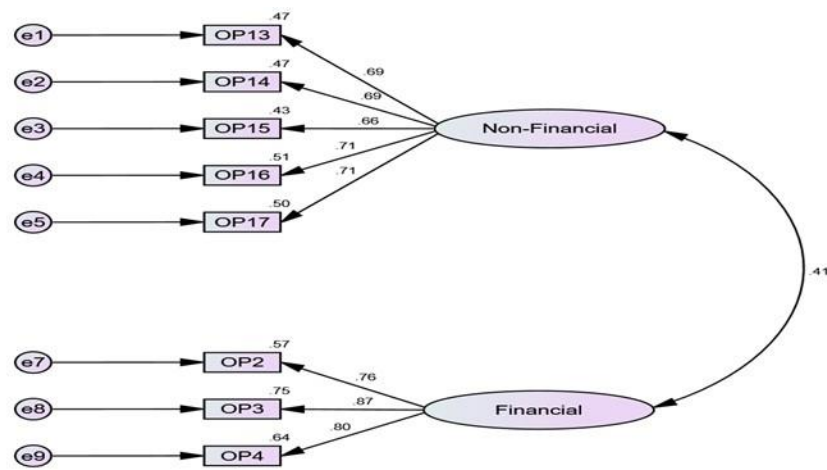 .47
e1 OP13
.69
.47
e2 OP14
.69
.43
e3 OP15
.66
Non-Financial
.51
.71
e4 OP16
.71
.50
e5 OP17
.41
.57
e7 OP2
.76
.75
e8 OP3
.87
Financial
.64
.80
e9 OP4